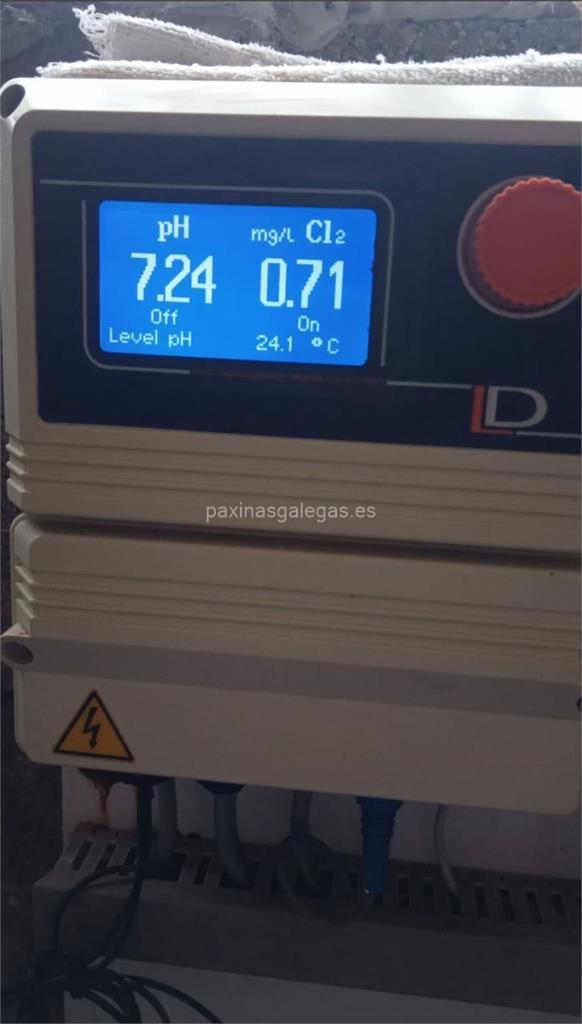 pH mg/L Cl2
7.24 0.71
Off On
Level pH 24.1 °C
LD
paxinasgalegas.es